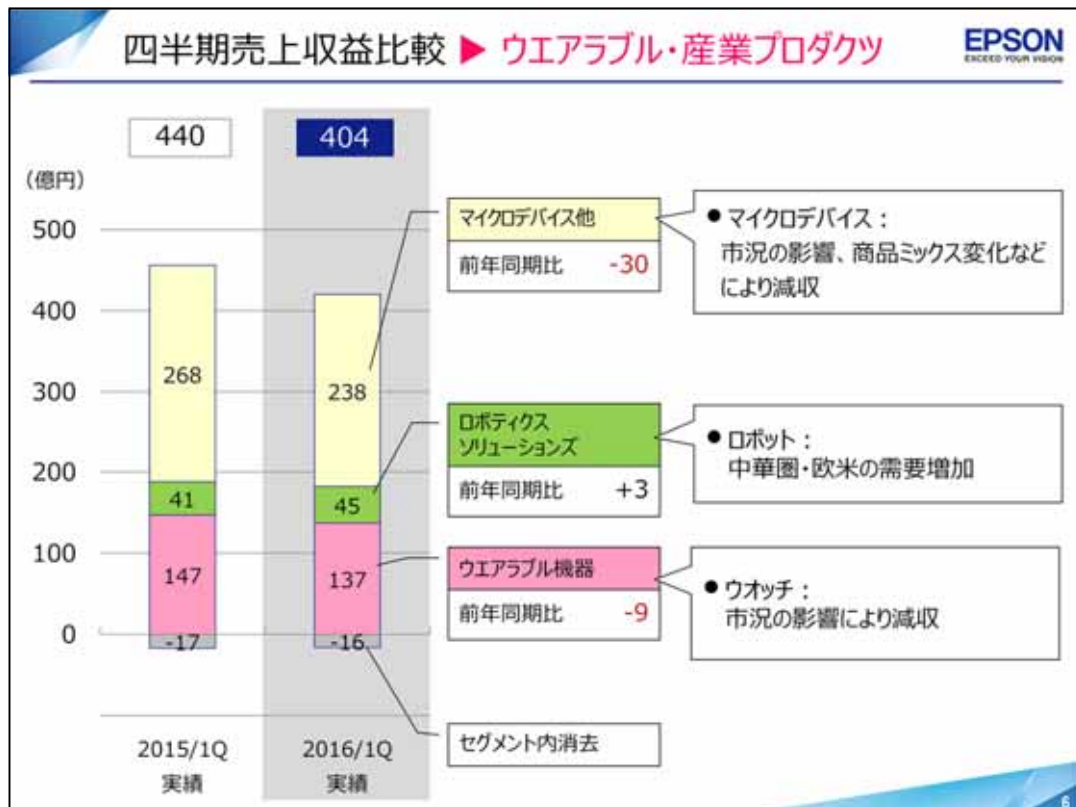 四半期売上収益比較 ▶ ウエアラブル・産業プロダクツ
EPSON
EXCEED YOUR VISION
440
404
（億円）
500
400
300
200
100
0
268
41
147
-17
238
45
137
-16
2015/1Q
実績
2016/1Q
実績
マイクロデバイス他
前年同期比 -30
● マイクロデバイス：
市況の影響、商品ミックス変化など
により減収
ロボティクス
ソリューションズ
前年同期比 +3
● ロボット：
中華圏・欧米の需要増加
ウエアラブル機器
前年同期比 -9
● ウオッチ：
市況の影響により減収
セグメント内消去
6